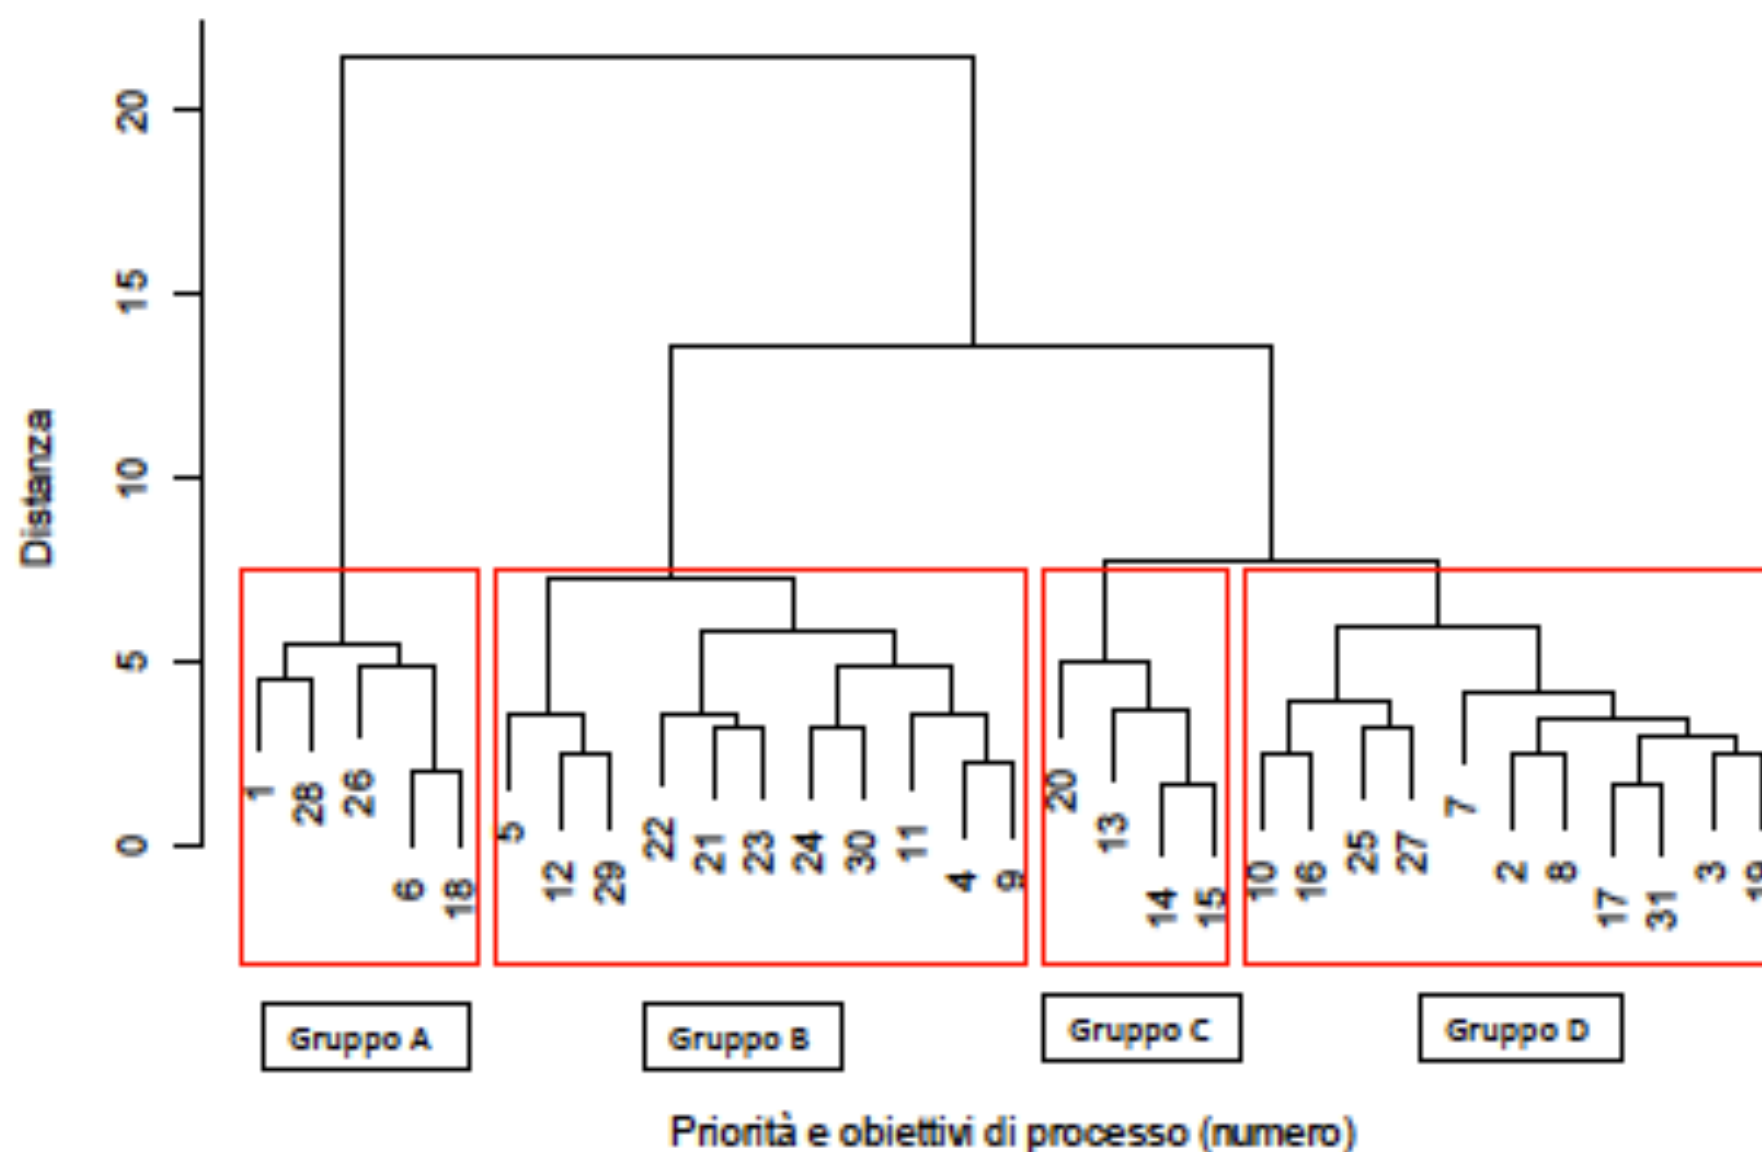 20
15
10
5
0
Distanza
1 28 26 6 18 5 12 29 22 21 23 24 30 11 4 9 20 13 14 15 10 16 25 27 7 2 8 17 31 3 19
Gruppo A Gruppo B Gruppo C Gruppo D
Priorità e obiettivi di processo (numero)